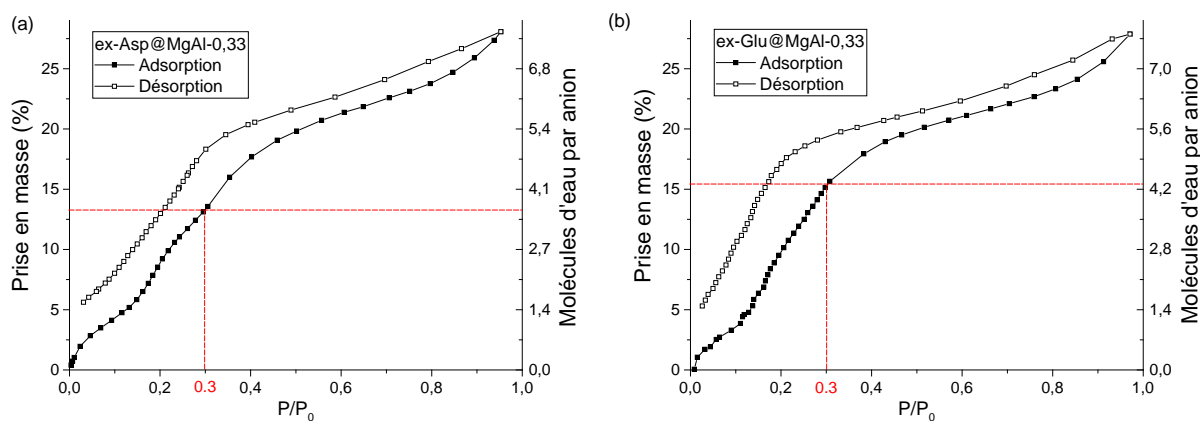 (a)
ex-Asp@MgAl-0,33
Adsorption
Désorption
Prise en masse (%)
25
20
15
10
5
0
6,8
5,4
4,1
2,7
1,4
0,0
Molécules d'eau par anion
0,0 0,2 0.3 0,4 0,6 0,8 1,0
P/P₀
(b)
ex-Glu@MgAl-0,33
Adsorption
Désorption
Prise en masse (%)
25
20
15
10
5
0
7,0
5,6
4,2
2,8
1,4
0,0
Molécules d'eau par anion
0,0 0,2 0.3 0,4 0,6 0,8 1,0
P/P₀